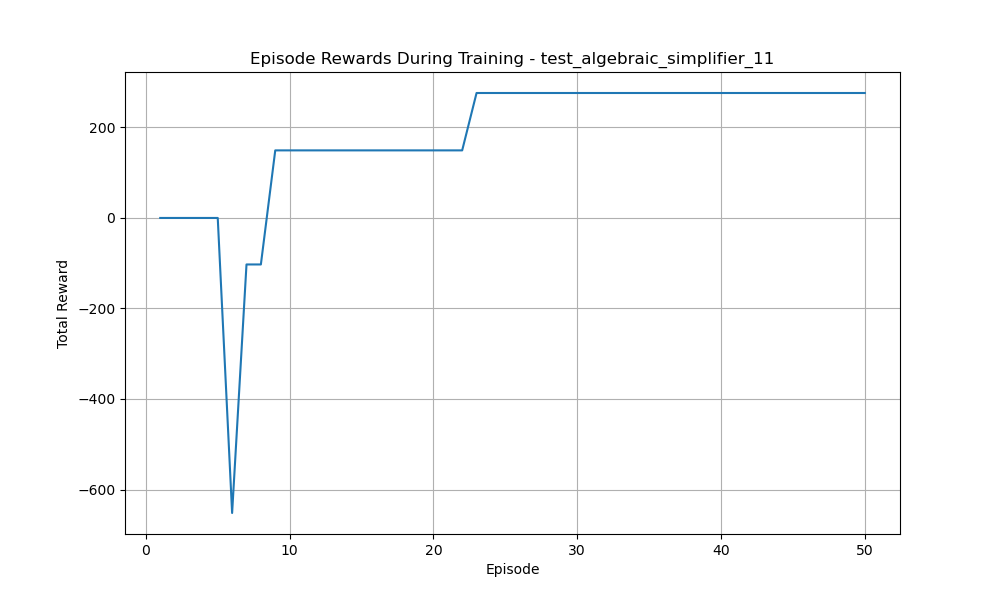 Episode Rewards During Training - test_algebraic_simplifier_11
Total Reward
200
0
−200
−400
−600
0 10 20 30 40 50
Episode